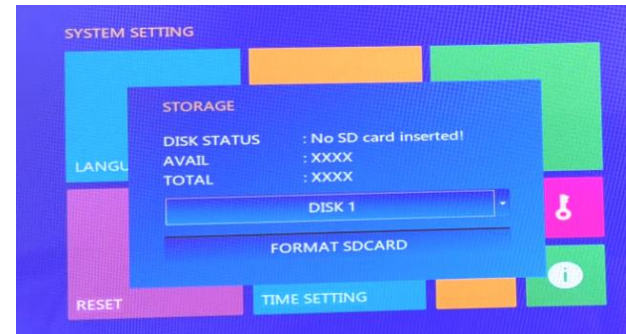 SYSTEM SETTING
STORAGE
DISK STATUS : No SD card inserted!
AVAIL : XXXX
TOTAL : XXXX
LANGU
DISK 1
FORMAT SDCARD
RESET
TIME SETTING
i